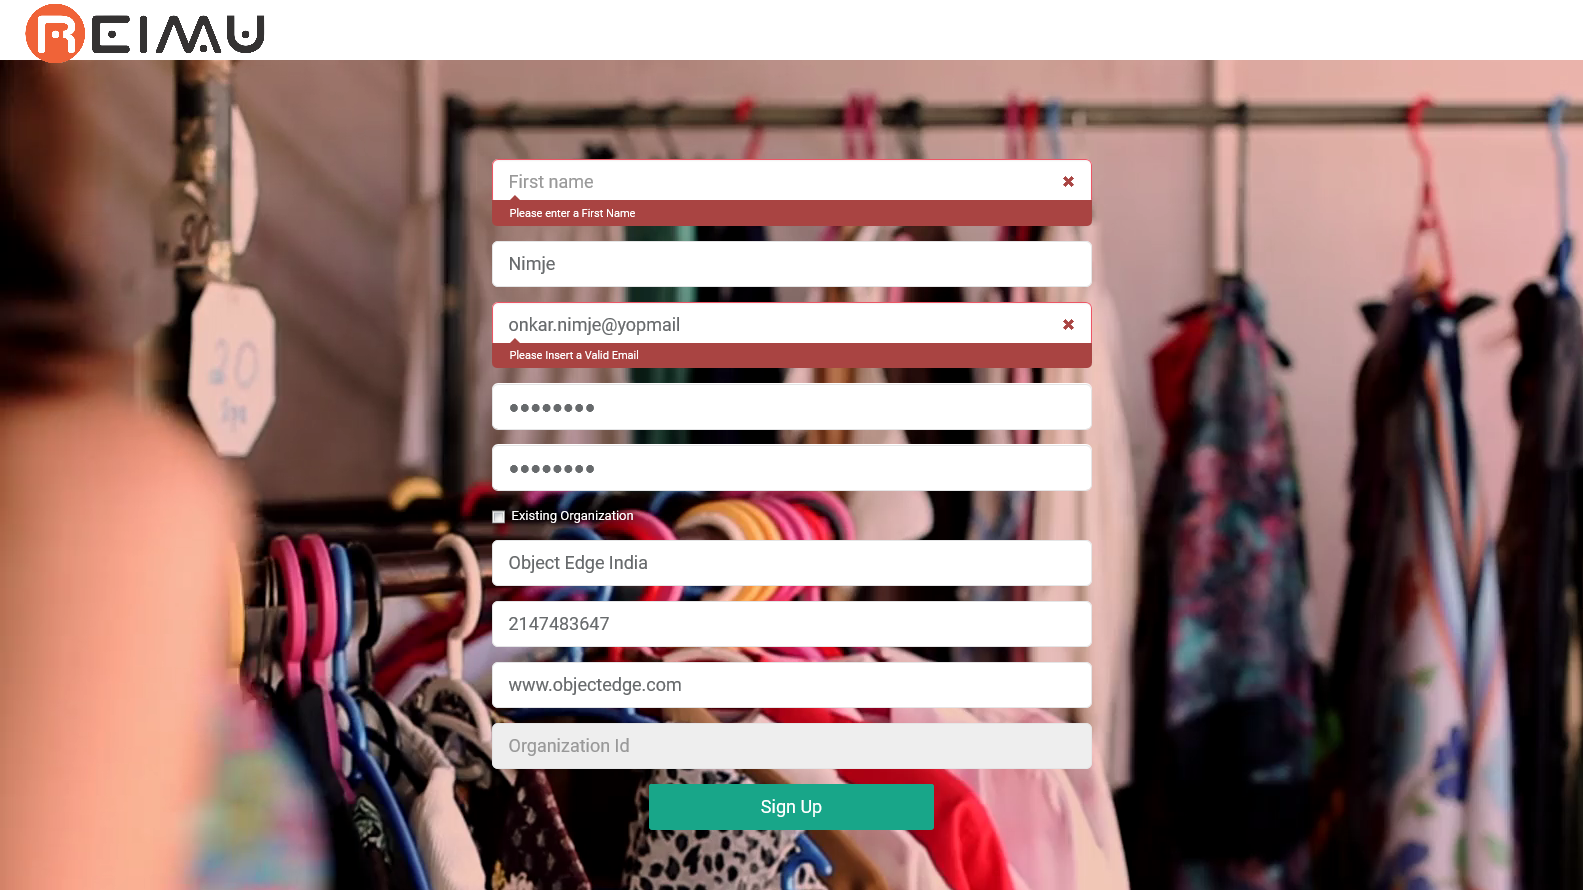 REIMU
First name
Please enter a First Name
Nimje
onkar.nimje@yopmail
Please Insert a Valid Email
●●●●●●●●
●●●●●●●●
Existing Organization
Object Edge India
2147483647
www.objectedge.com
Organization Id
Sign Up
20